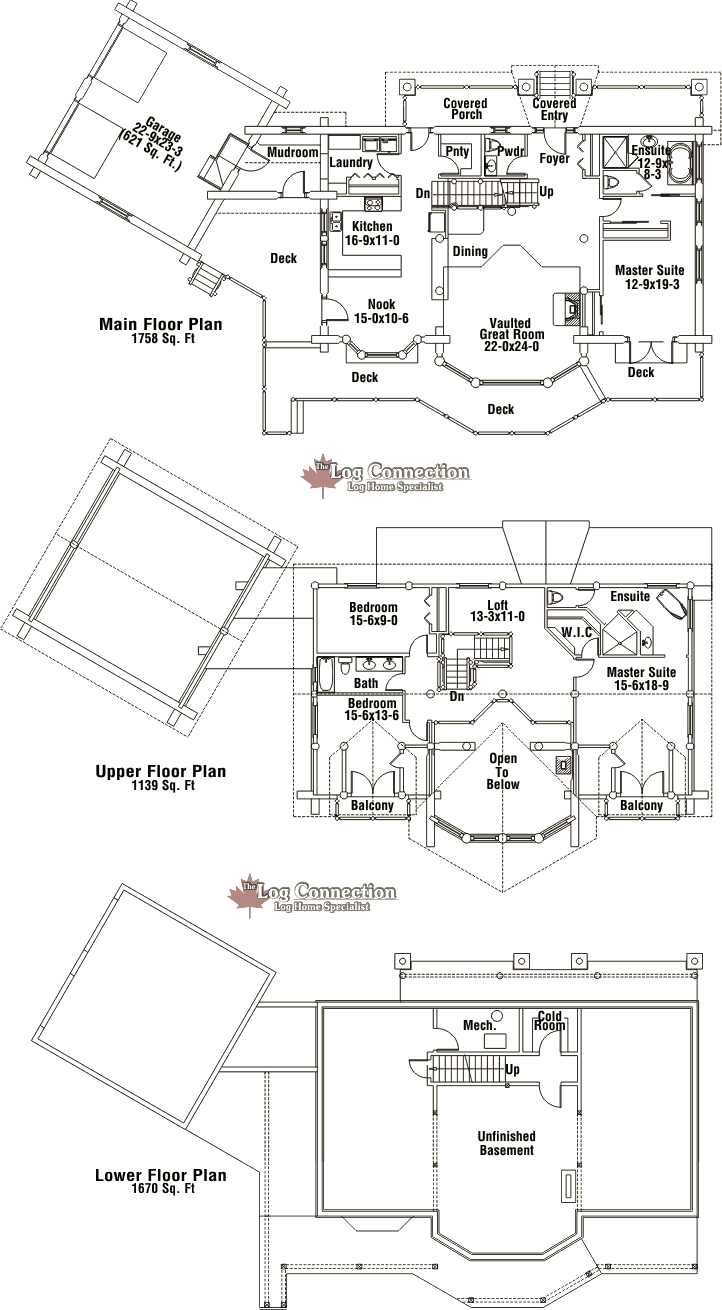 Garage
22-9x23-3
(621 Sq. Ft.)
Mudroom
Laundry
Covered
Porch
Covered
Entry
Pnty
Pwdr
Foyer
Ensuite
12-9x
8-3
Dn
Up
Kitchen
16-9x11-0
Dining
Deck
Master Suite
12-9x19-3
Nook
15-0x10-6
Vaulted
Great Room
22-0x24-0
Main Floor Plan
1758 Sq. Ft
Deck
Deck
Deck
The Log Connection
Log Home Specialist
Bedroom
15-6x9-0
Loft
13-3x11-0
Ensuite
W.I.C
Bath
Dn
Master Suite
15-6x18-9
Bedroom
15-6x13-6
Open
To
Below
Upper Floor Plan
1139 Sq. Ft
Balcony
Balcony
The Log Connection
Log Home Specialist
Mech.
Cold
Room
Up
Unfinished
Basement
Lower Floor Plan
1670 Sq. Ft